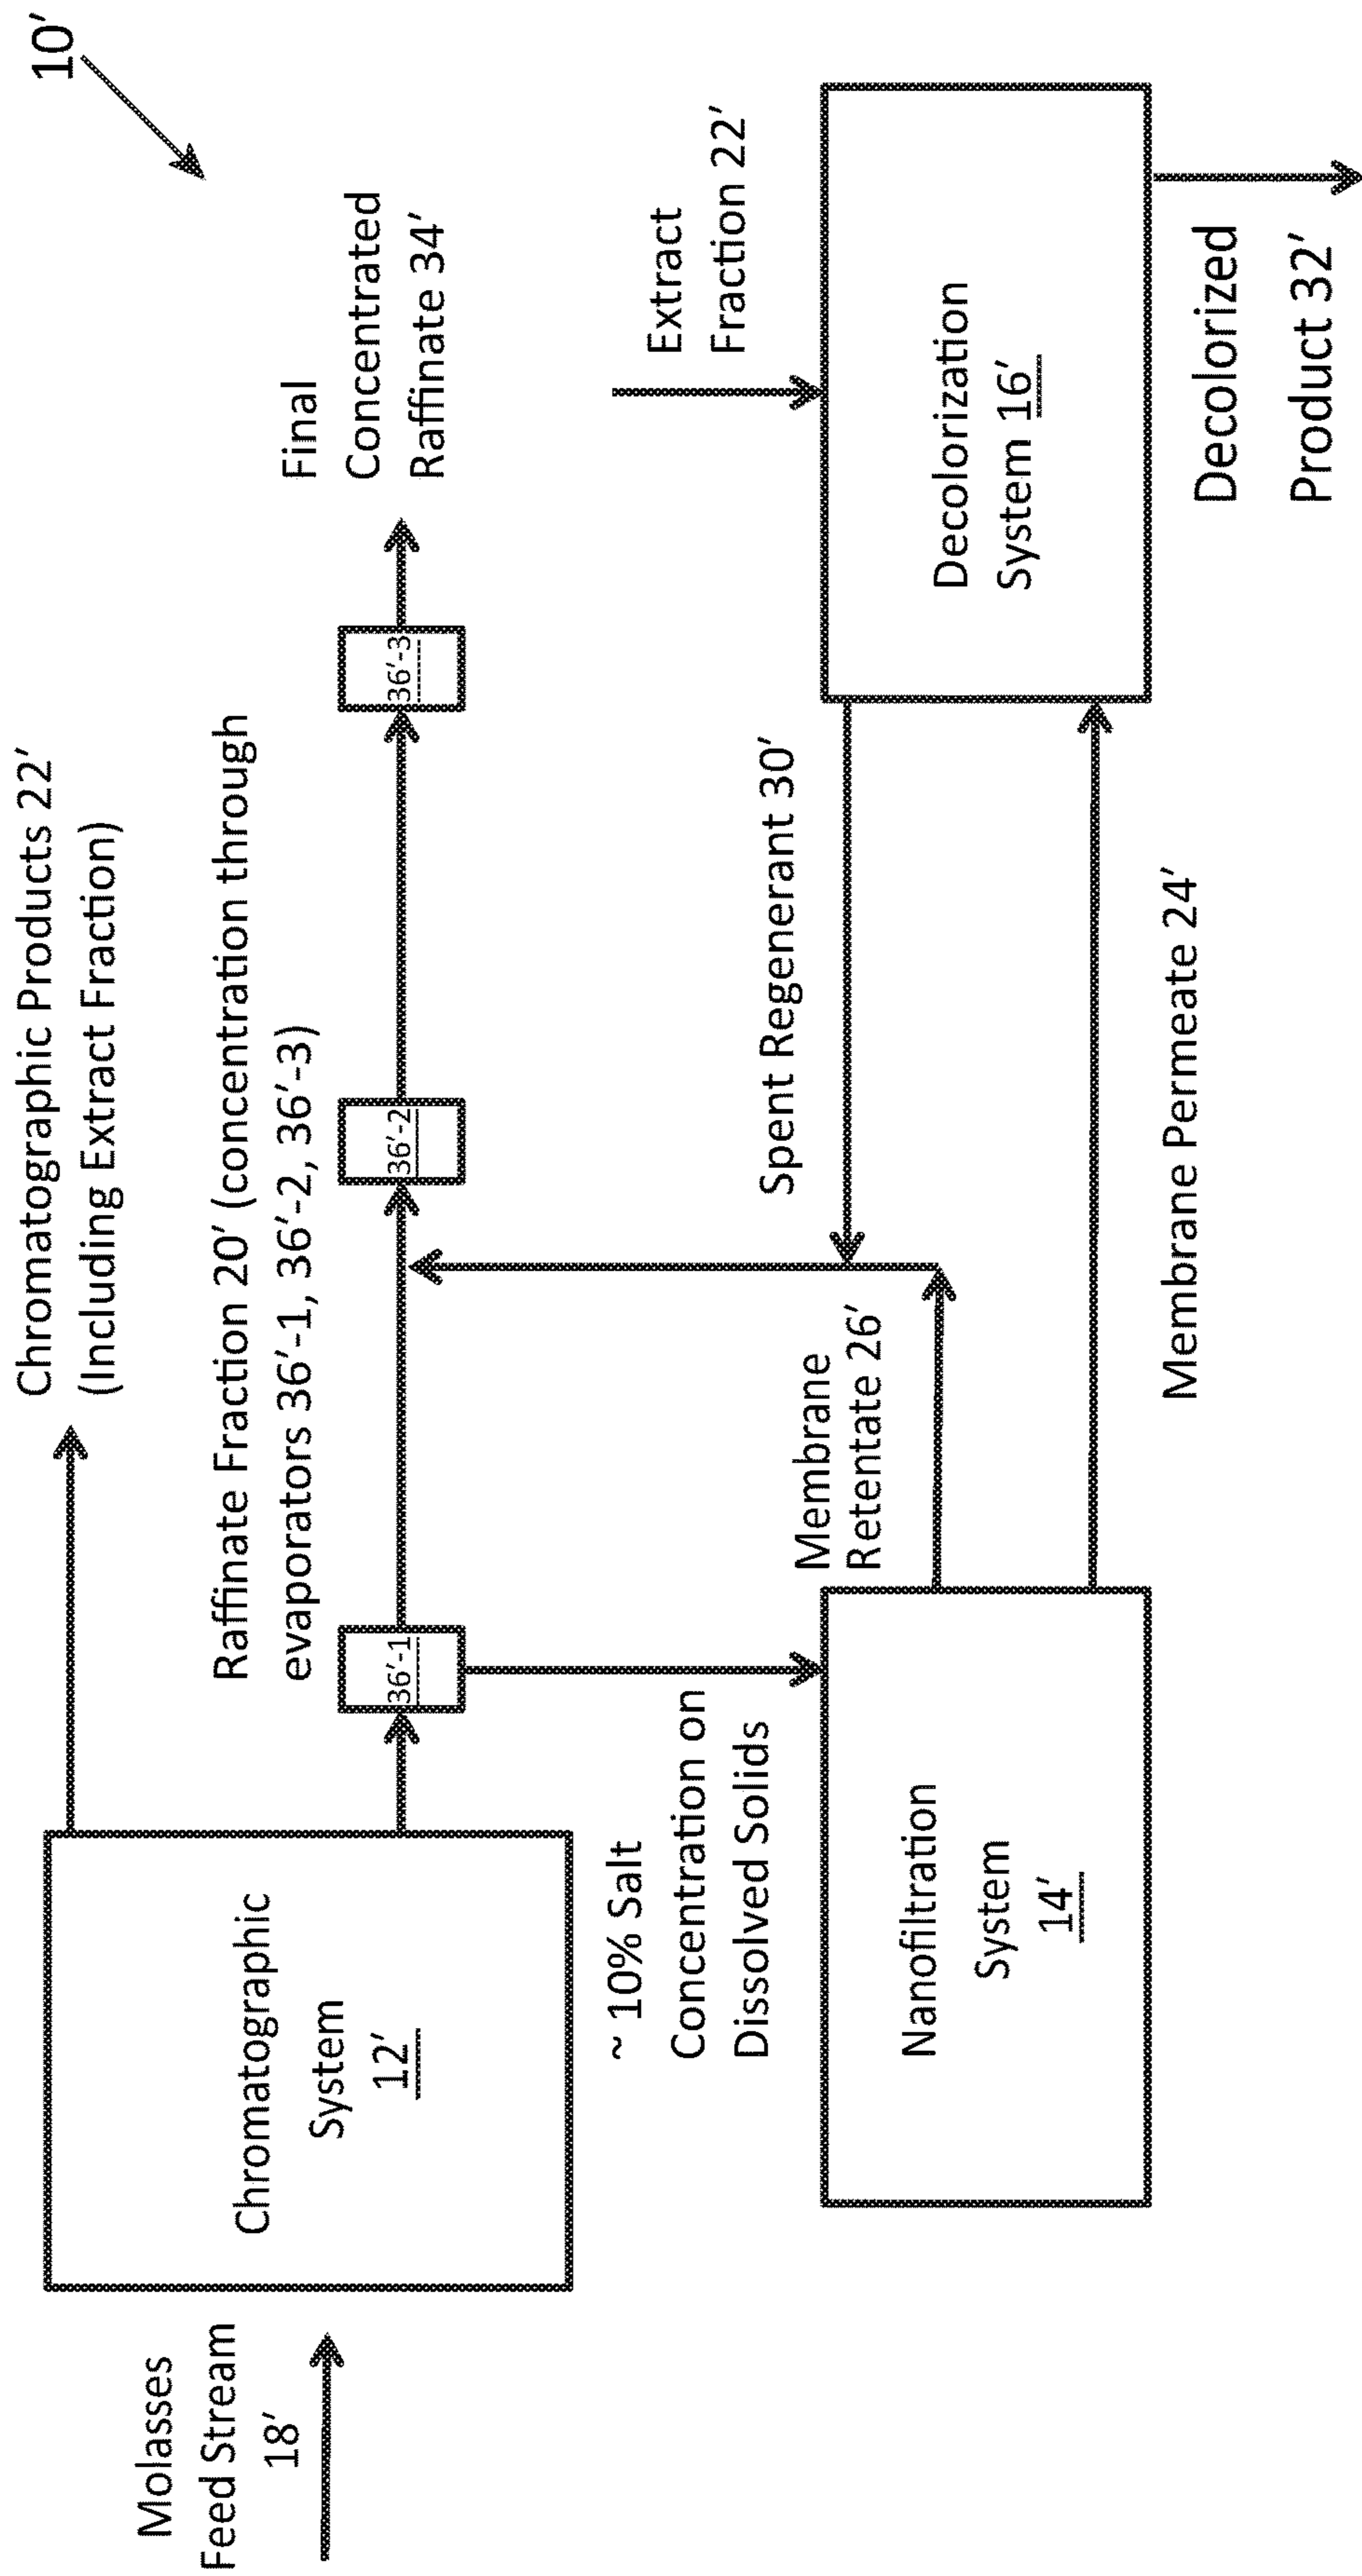 10′
Chromatographic Products 22′
(Including Extract Fraction)
Raffinate Fraction 20′ (concentration through
evaporators 36′-1, 36′-2, 36′-3)
Molasses
Feed Stream
18′
Chromatographic
System
12′
36′-1
36′-2
36′-3
Final
Concentrated
Raffinate 34′
~ 10% Salt
Concentration on
Dissolved Solids
Extract
Fraction 22′
Membrane
Retentate 26′
Spent Regenerant 30′
Nanofiltration
System
14′
Decolorization
System 16′
Membrane Permeate 24′
Decolorized
Product 32′